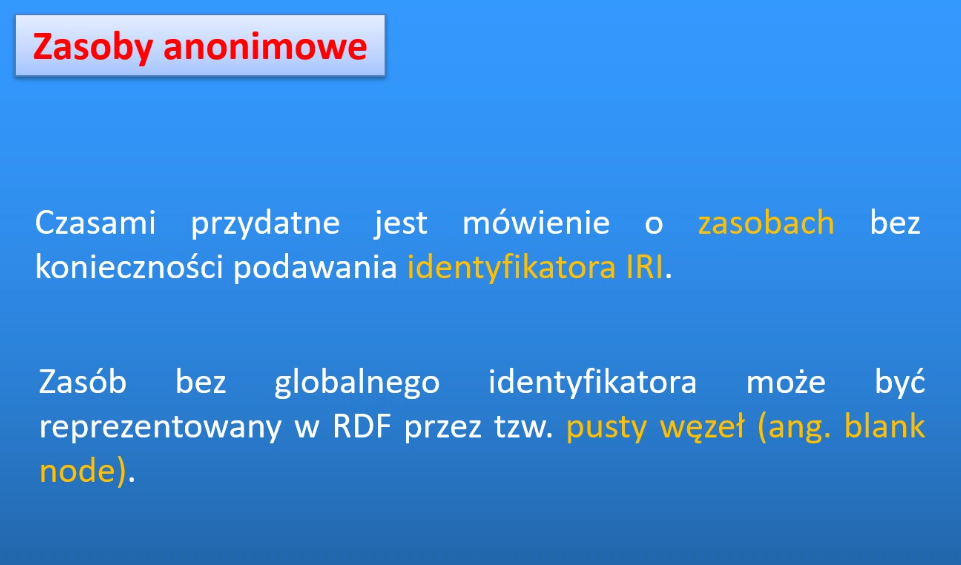 Zasoby anonimowe
Czasami przydatne jest mówienie o zasobach bez
konieczności podawania identyfikatora IRI.
Zasób bez globalnego identyfikatora może być
reprezentowany w RDF przez tzw. pusty węzeł (ang. blank
node).